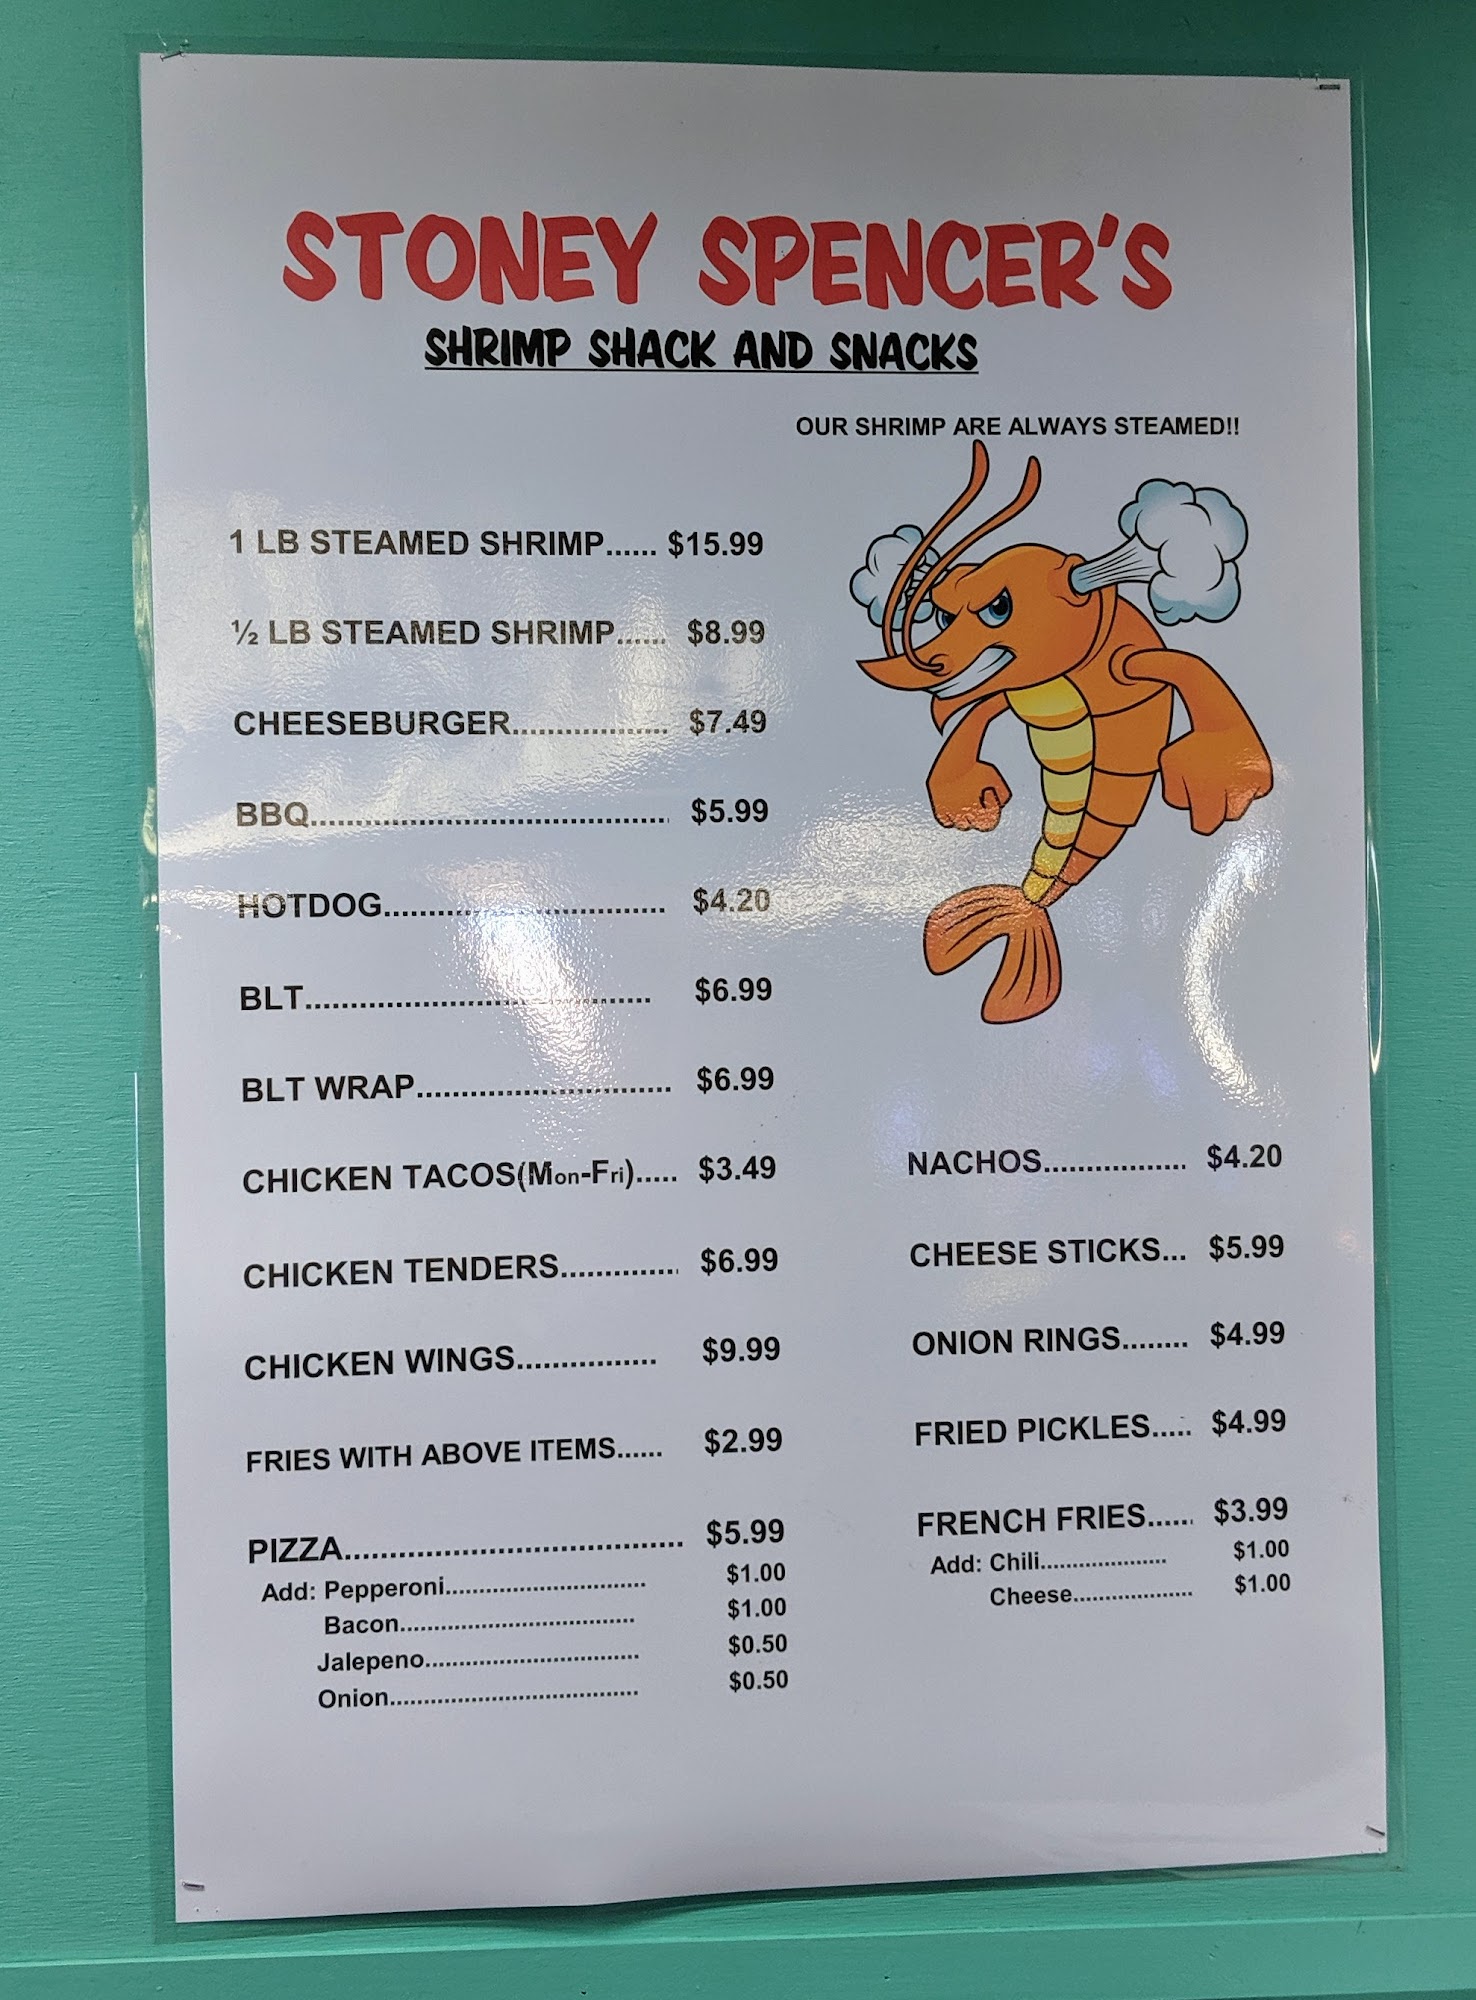 STONEY SPENCER'S
SHRIMP SHACK AND SNACKS
OUR SHRIMP ARE ALWAYS STEAMED!!
1 LB STEAMED SHRIMP...... $15.99
½ LB STEAMED SHRIMP...... $8.99
CHEESEBURGER................. $7.49
BBQ....................................... $5.99
HOTDOG............................... $4.20
BLT...................................... $6.99
BLT WRAP............................ $6.99
CHICKEN TACOS(Mon-Fri)..... $3.49
CHICKEN TENDERS.............. $6.99
CHICKEN WINGS................ $9.99
FRIES WITH ABOVE ITEMS...... $2.99
PIZZA..................................... $5.99
Add: Pepperoni............................. $1.00
Bacon.................................. $1.00
Jalepeno............................... $0.50
Onion.................................... $0.50
NACHOS................. $4.20
CHEESE STICKS... $5.99
ONION RINGS........ $4.99
FRIED PICKLES..... $4.99
FRENCH FRIES...... $3.99
Add: Chili................... $1.00
Cheese................... $1.00